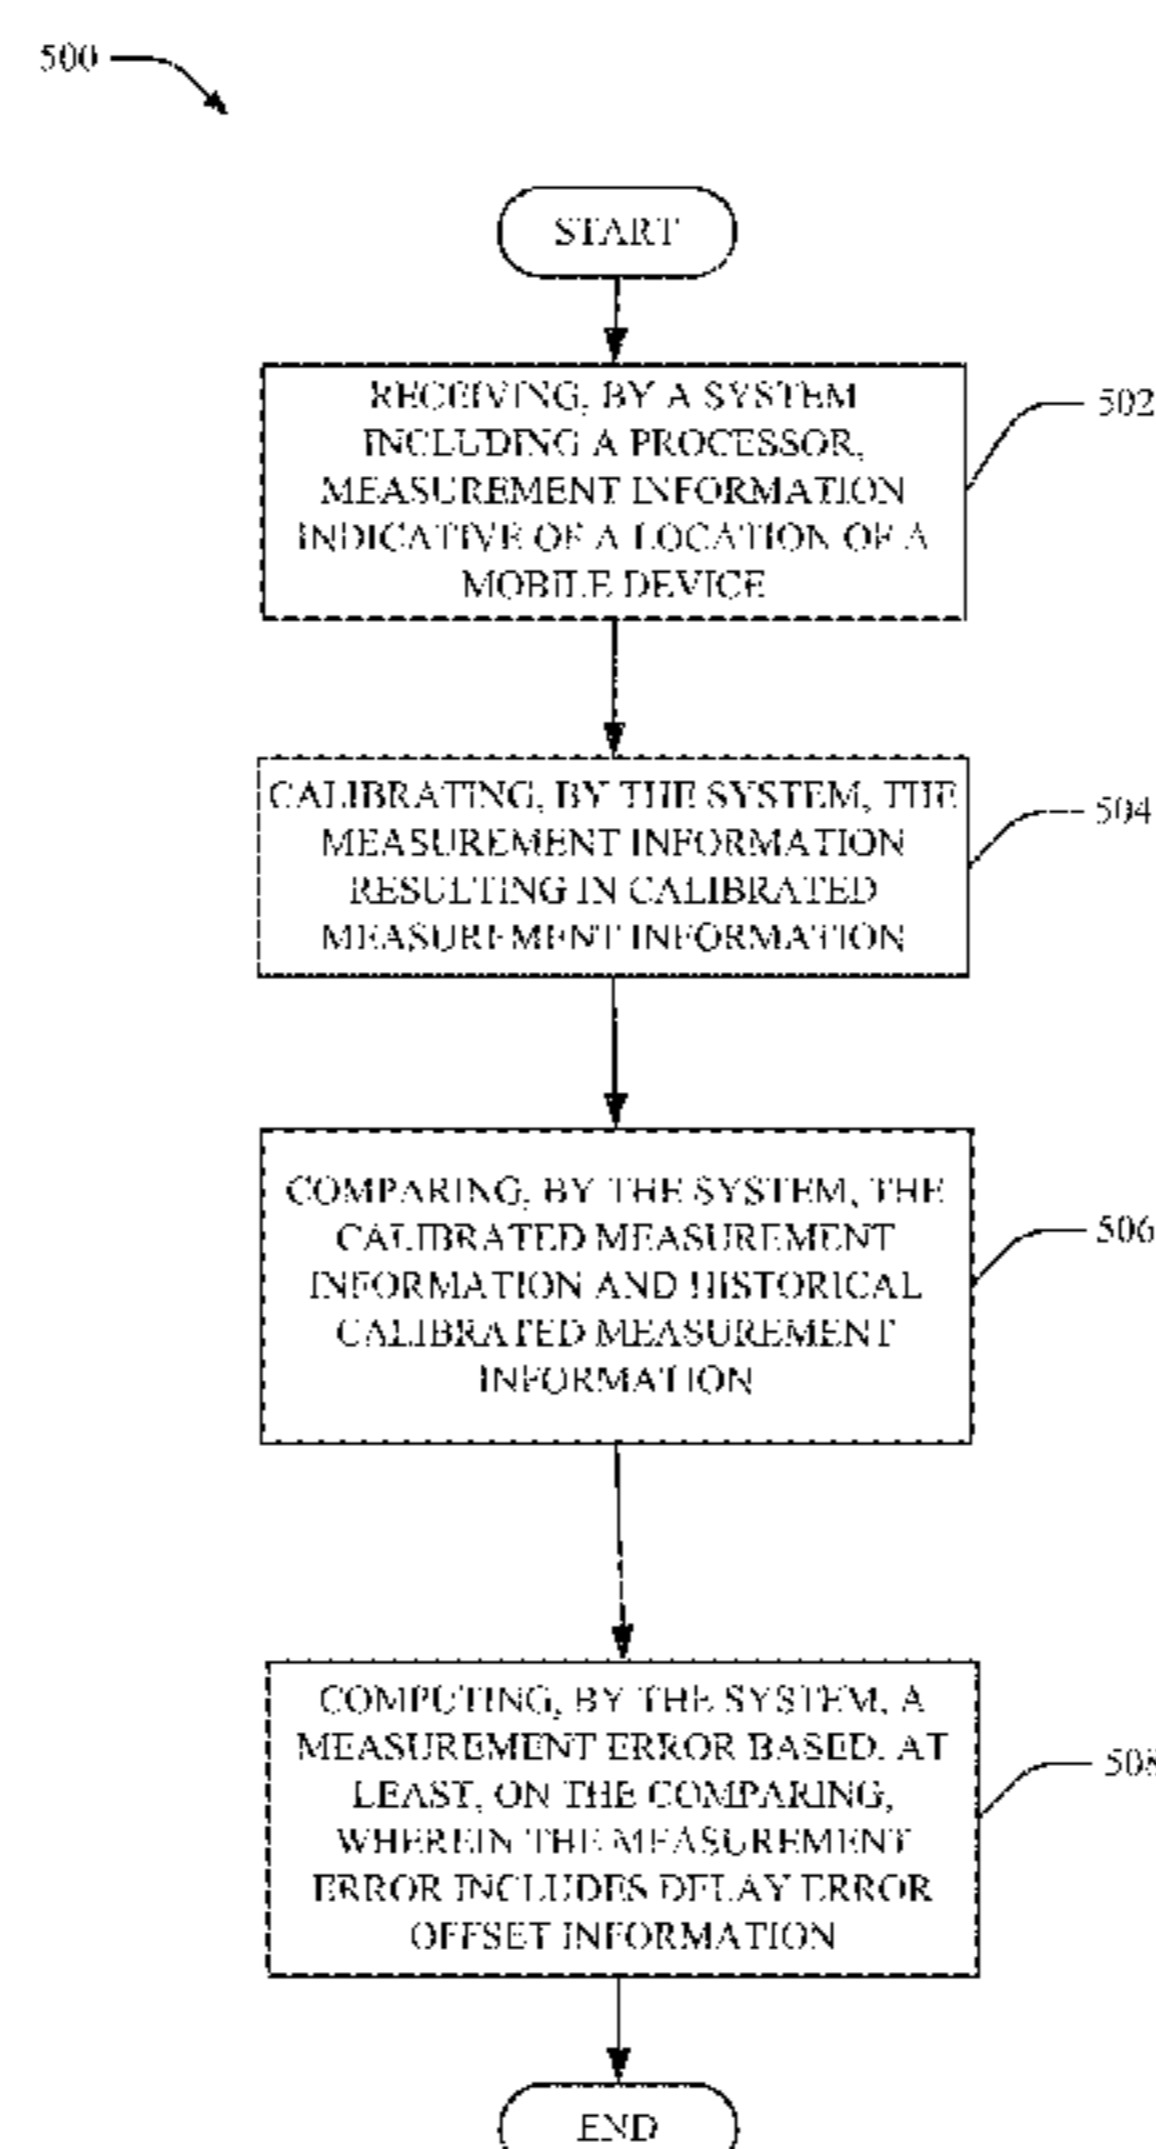 500
START
RECEIVING, BY A SYSTEM
INCLUDING A PROCESSOR,
MEASUREMENT INFORMATION
INDICATIVE OF A LOCATION OF A
MOBILE DEVICE
502
CALIBRATING, BY THE SYSTEM, THE
MEASUREMENT INFORMATION
RESULTING IN CALIBRATED
MEASUREMENT INFORMATION
504
COMPARING, BY THE SYSTEM, THE
CALIBRATED MEASUREMENT
INFORMATION AND HISTORICAL
CALIBRATED MEASUREMENT
INFORMATION
506
COMPUTING, BY THE SYSTEM, A
MEASUREMENT ERROR BASED, AT
LEAST, ON THE COMPARING,
WHEREIN THE MEASUREMENT
ERROR INCLUDES DELAY ERROR
OFFSET INFORMATION
508
END